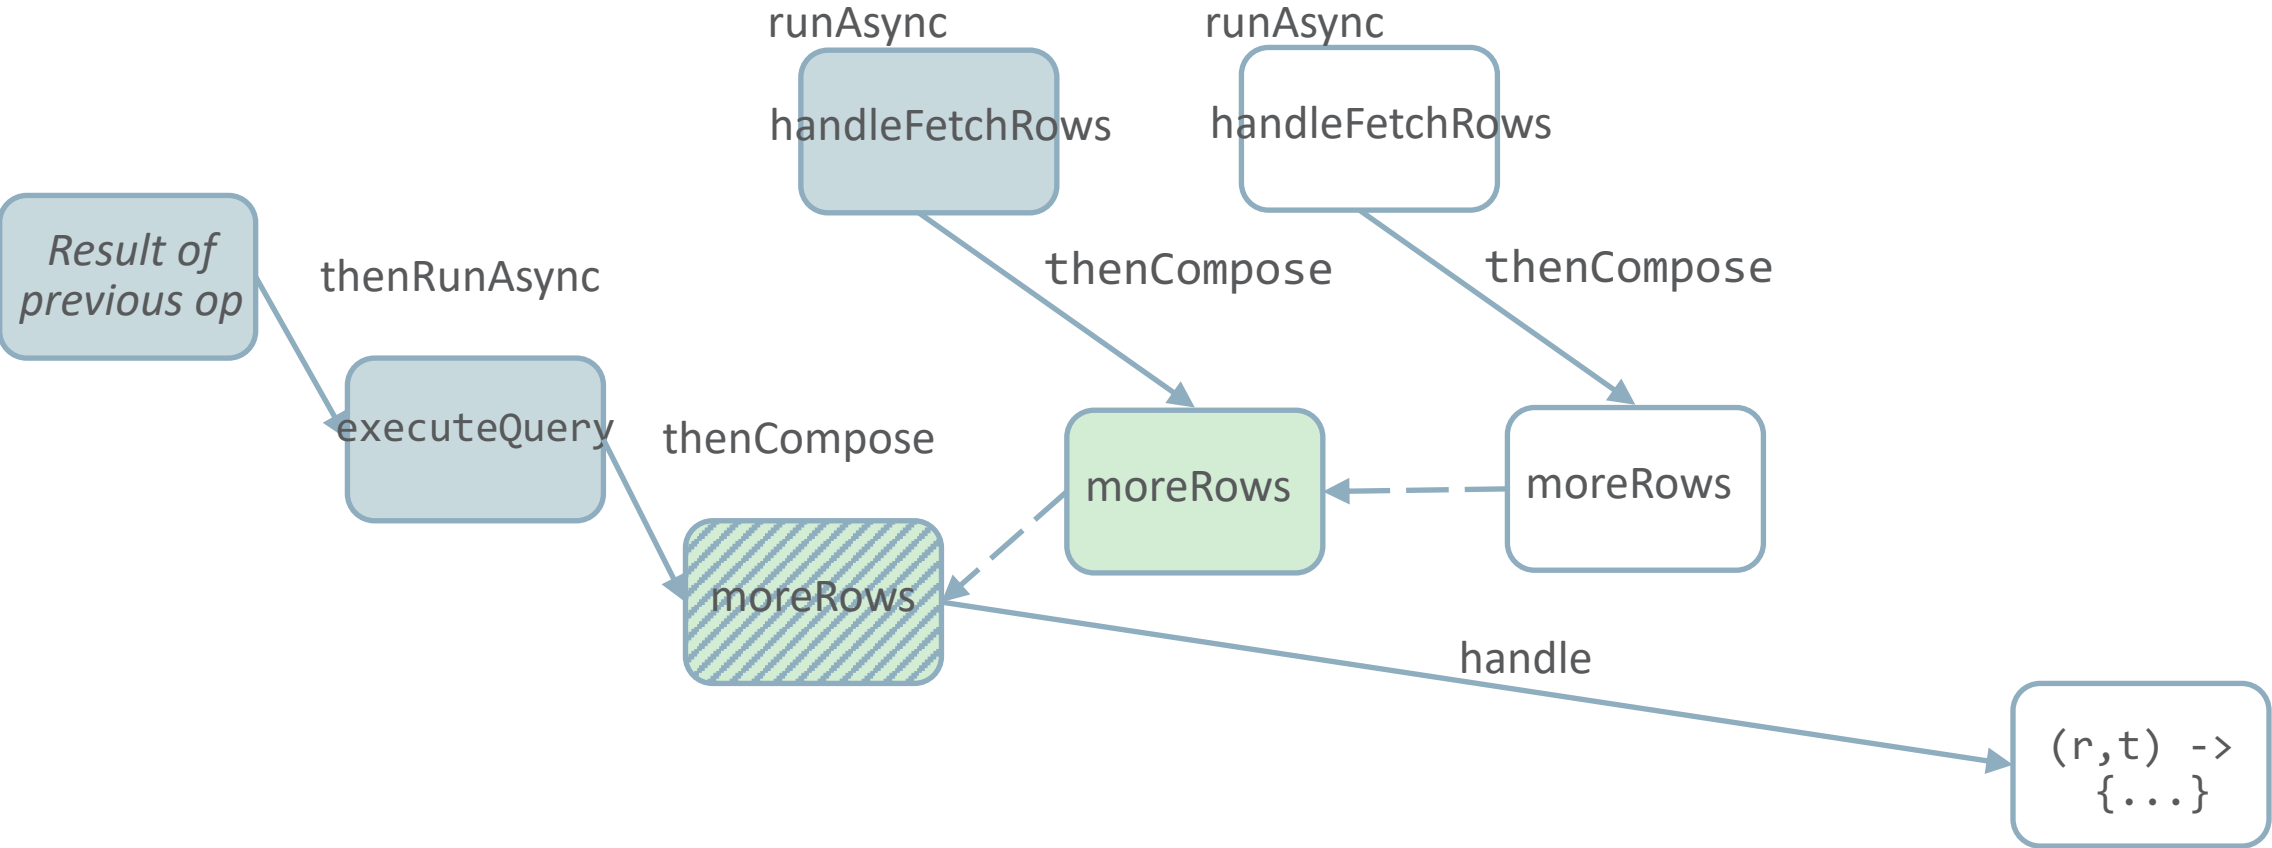 runAsync
runAsync
handleFetchRows
handleFetchRows
Result of
previous op
thenRunAsync
thenCompose
thenCompose
executeQuery
thenCompose
moreRows
moreRows
moreRows
handle
(r,t) ->
{...}